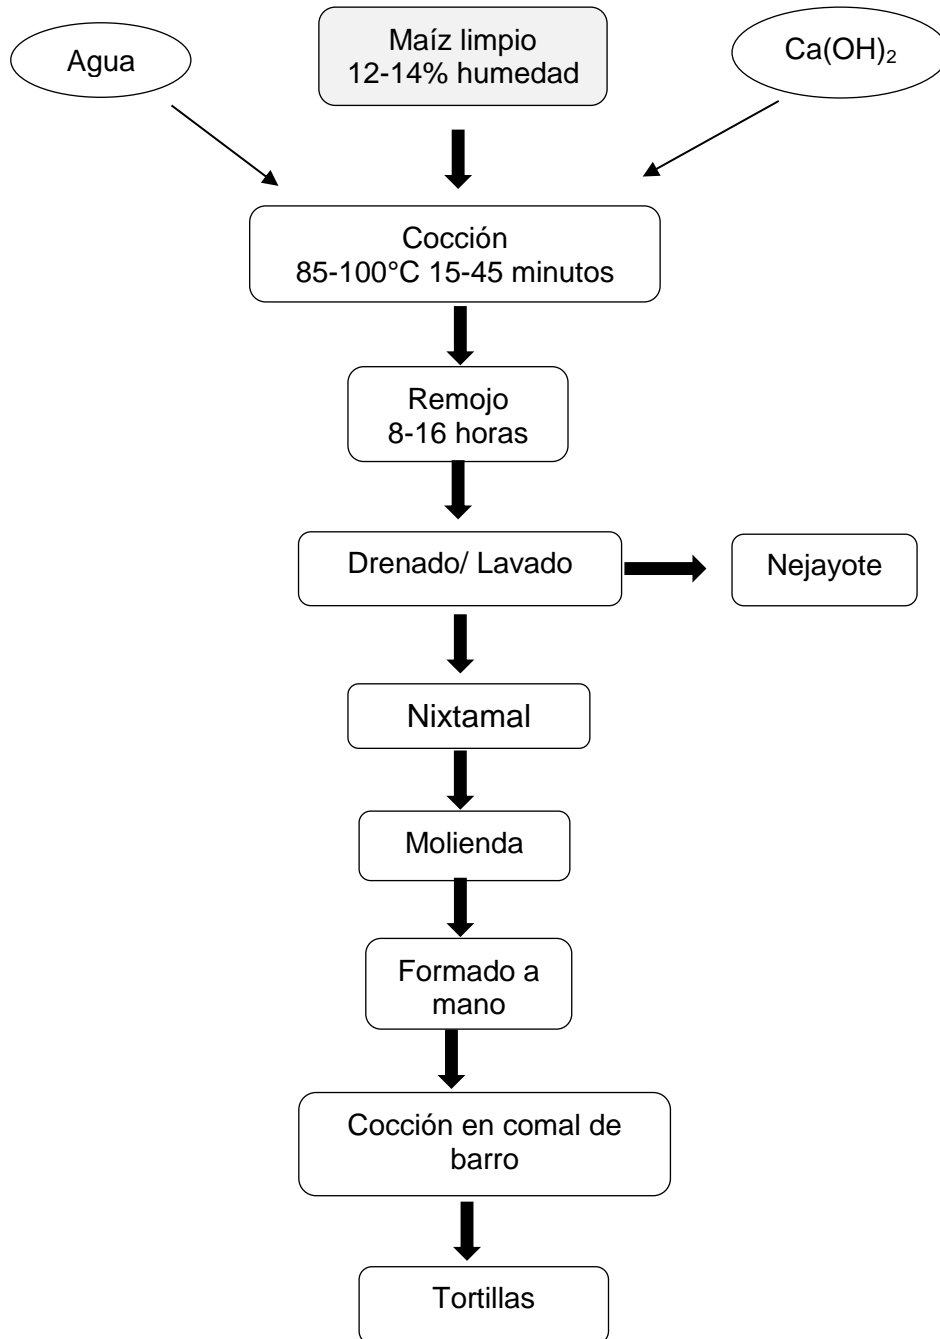 Agua
Maíz limpio
12-14% humedad
Ca(OH)₂
Cocción
85-100°C 15-45 minutos
Remojo
8-16 horas
Drenado/ Lavado
Nejayote
Nixtamal
Molienda
Formado a
mano
Cocción en comal de
barro
Tortillas